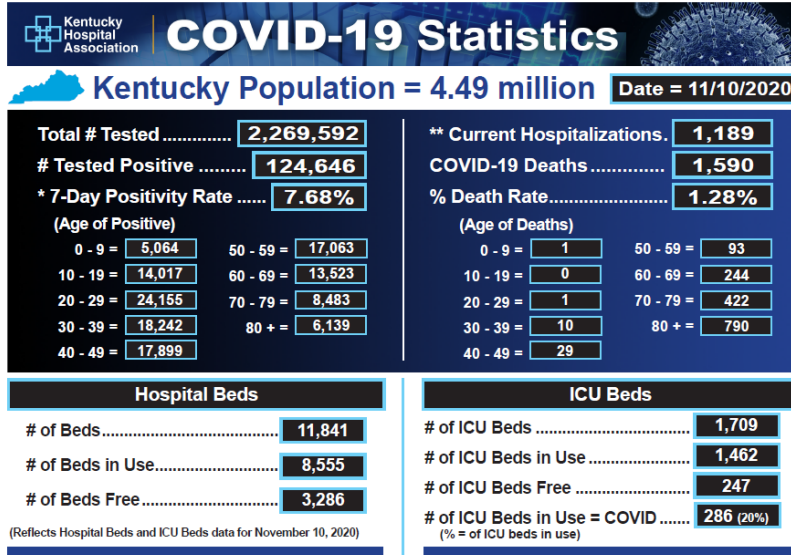 Kentucky
Hospital
Association
COVID-19 Statistics
Kentucky Population = 4.49 million
Date = 11/10/2020
Total # Tested .............. 2,269,592
# Tested Positive ......... 124,646
* 7-Day Positivity Rate ...... 7.68%
(Age of Positive)
0 - 9 = 5,064
10 - 19 = 14,017
20 - 29 = 24,155
30 - 39 = 18,242
40 - 49 = 17,899
50 - 59 = 17,063
60 - 69 = 13,523
70 - 79 = 8,483
80 + = 6,139
** Current Hospitalizations. 1,189
COVID-19 Deaths .............. 1,590
% Death Rate........................ 1.28%
(Age of Deaths)
0 - 9 = 1
10 - 19 = 0
20 - 29 = 1
30 - 39 = 10
40 - 49 = 29
50 - 59 = 93
60 - 69 = 244
70 - 79 = 422
80 + = 790
Hospital Beds
# of Beds........................................ 11,841
# of Beds in Use............................ 8,555
# of Beds Free............................... 3,286
(Reflects Hospital Beds and ICU Beds data for November 10, 2020)
ICU Beds
# of ICU Beds .................................... 1,709
# of ICU Beds in Use ....................... 1,462
# of ICU Beds Free ........................... 247
# of ICU Beds in Use = COVID ....... 286 (20%)
(% = of ICU beds in use)